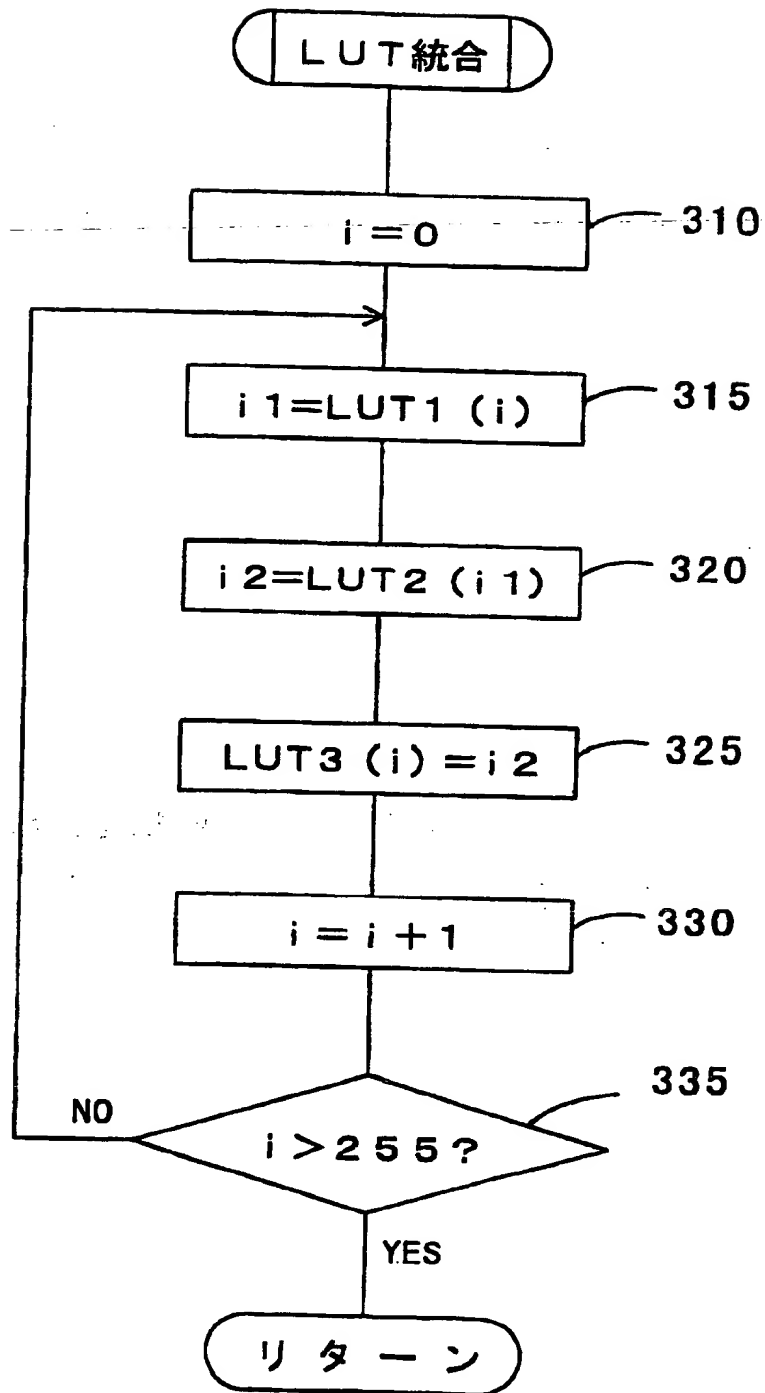 LUT統合
i=0
310
i1=LUT1(i)
315
i2=LUT2(i1)
320
LUT3(i)=i2
325
i=i+1
330
335
NO
i>255?
YES
リターン